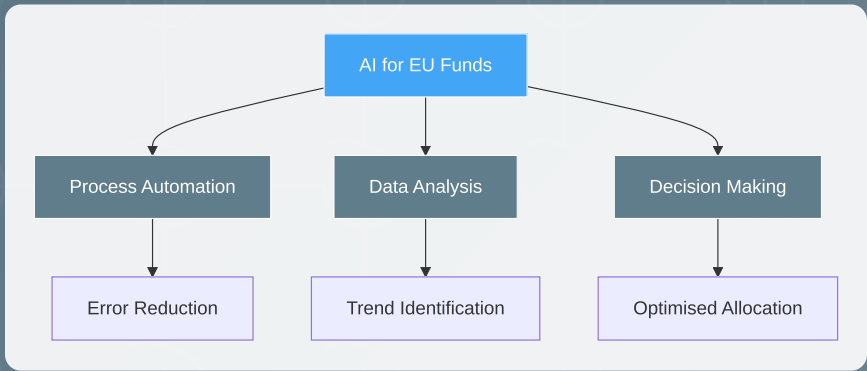 AI for EU Funds
Process Automation
Data Analysis
Decision Making
Error Reduction
Trend Identification
Optimised Allocation